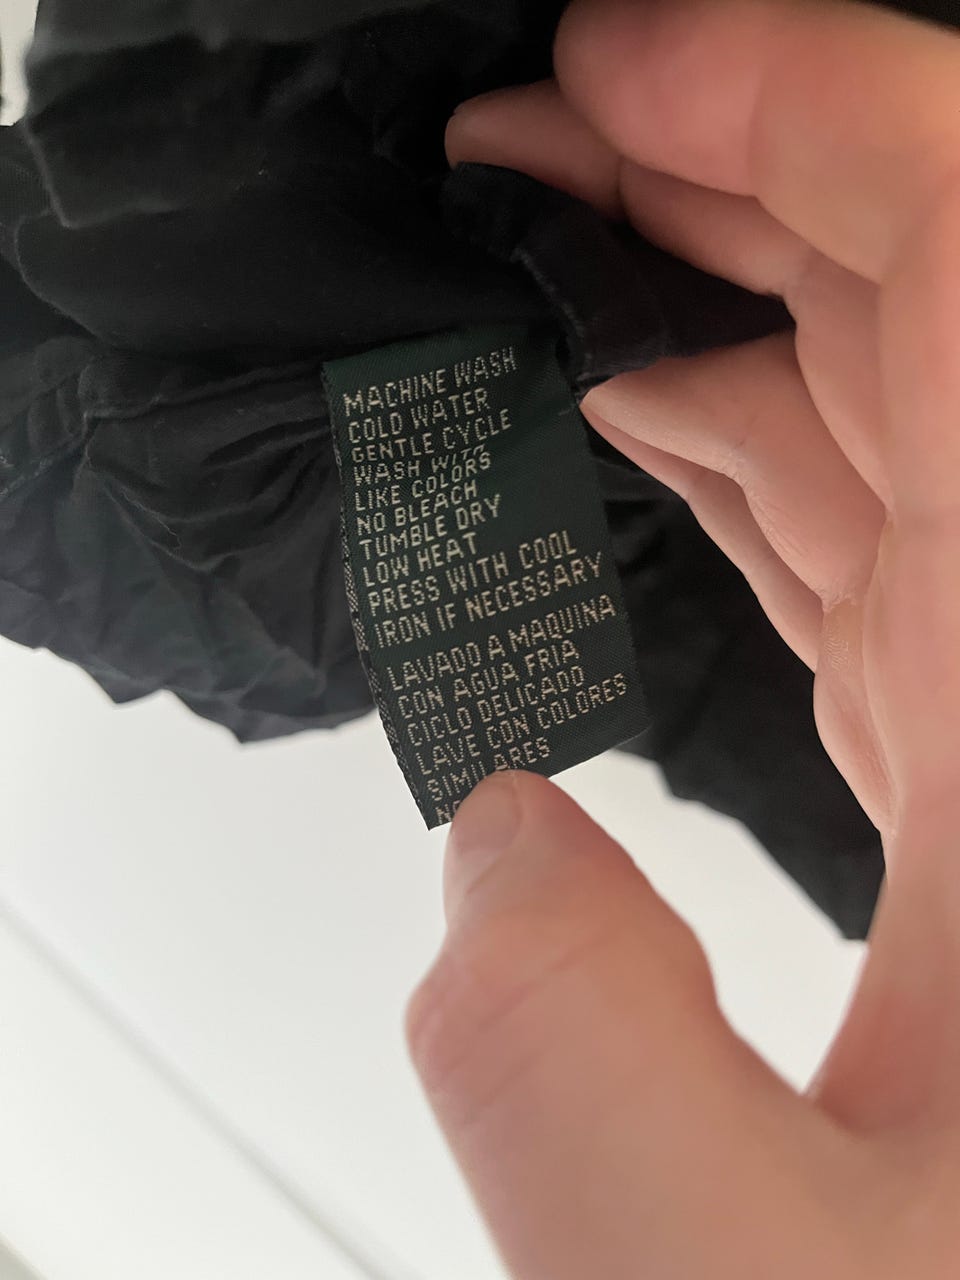 MACHINE WASH
COLD WATER
GENTLE CYCLE
WASH WITH
LIKE COLORS
NO BLEACH
TUMBLE DRY
LOW HEAT
PRESS WITH COOL
IRON IF NECESSARY
LAVADO A MAQUINA
CON AGUA FRIA
CICLO DELICADO
LAVE CON COLORES
SIMILARES